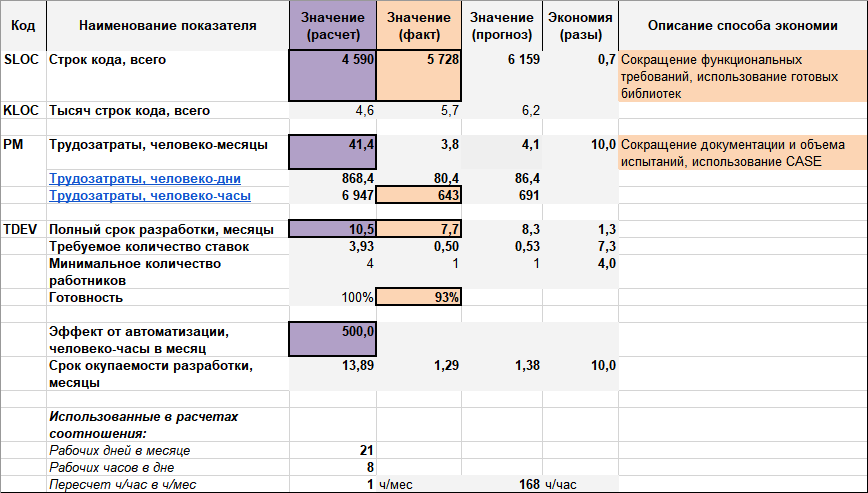 Код Наименование показателя Значение (расчет) Значение (факт) Значение (прогноз) Экономия (разы) Описание способа экономии
SLOC Строк кода, всего 4 590 5 728 6 159 0,7 Сокращение функциональных
требований, использование готовых
библиотек
KLOC Тысяч строк кода, всего 4,6 5,7 6,2
PM Трудозатраты, человеко-месяцы 41,4 3,8 4,1 10,0 Сокращение документации и объема
испытаний, использование CASE
Трудозатраты, человеко-дни 868,4 80,4 86,4
Трудозатраты, человеко-часы 6 947 643 691
TDEV Полный срок разработки, месяцы 10,5 7,7 8,3 1,3
Требуемое количество ставок 3,93 0,50 0,53 7,3
Минимальное количество 4 1 1 4,0
работников
Готовность 100% 93%
Эффект от автоматизации, 500,0
человеко-часы в месяц
Срок окупаемости разработки, 13,89 1,29 1,38 10,0
месяцы
Использованные в расчетах
соотношения:
Рабочих дней в месяце 21
Рабочих часов в дне 8
Пересчет ч/час в ч/мес 1 ч/мес 168 ч/час